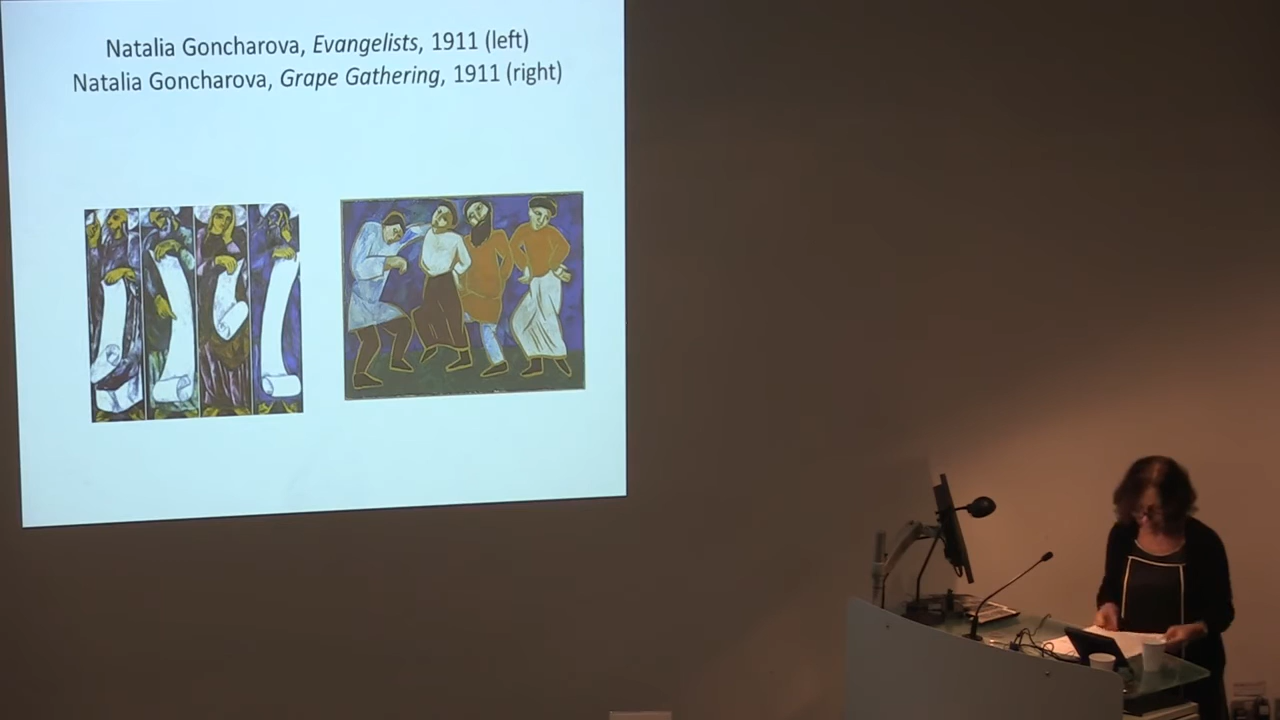 Natalia Goncharova, Evangelists, 1911 (left)
Natalia Goncharova, Grape Gathering, 1911 (right)